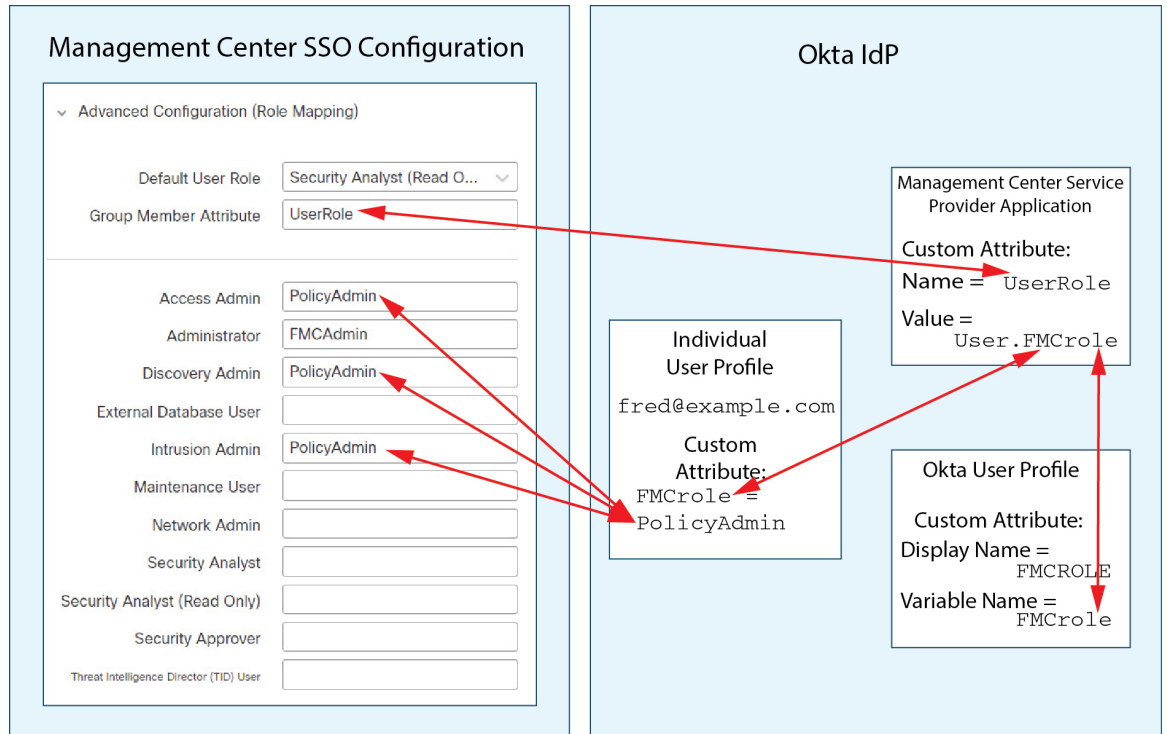 Management Center SSO Configuration
Advanced Configuration (Role Mapping)
Default User Role
Security Analyst (Read O...
Group Member Attribute
UserRole
Access Admin
PolicyAdmin
Administrator
FMCAdmin
Discovery Admin
PolicyAdmin
External Database User
Intrusion Admin
PolicyAdmin
Maintenance User
Network Admin
Security Analyst
Security Analyst (Read Only)
Security Approver
Threat Intelligence Director (TID) User
Okta IdP
Individual
User Profile
fred@example.com
Custom
Attribute:
FMCrole =
PolicyAdmin
Management Center Service
Provider Application
Custom Attribute:
Name = UserRole
Value =
User.FMCrole
Okta User Profile
Custom Attribute:
Display Name =
FMCROLE
Variable Name =
FMCrole